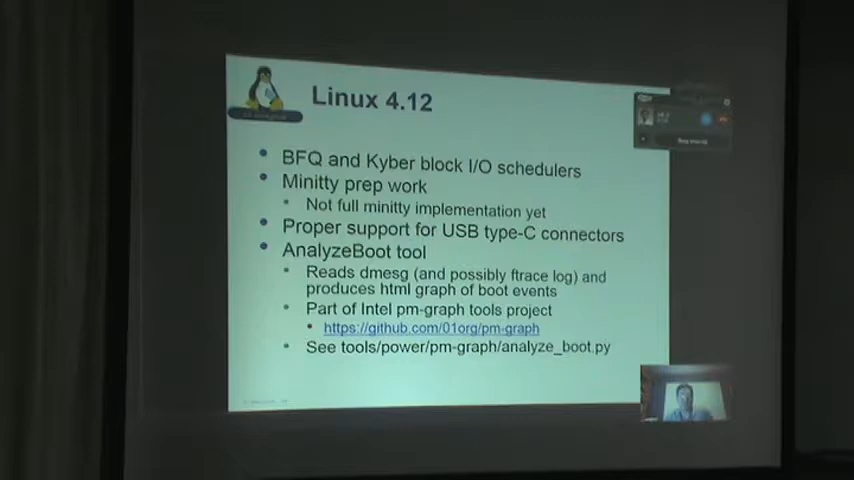 Linux 4.12
BFQ and Kyber block I/O schedulers
Minitty prep work
Not full minitty implementation yet
Proper support for USB type-C connectors
AnalyzeBoot tool
Reads dmesg (and possibly ftrace log) and
produces html graph of boot events
Part of Intel pm-graph tools project
https://github.com/01org/pm-graph
See tools/power/pm-graph/analyze_boot.py